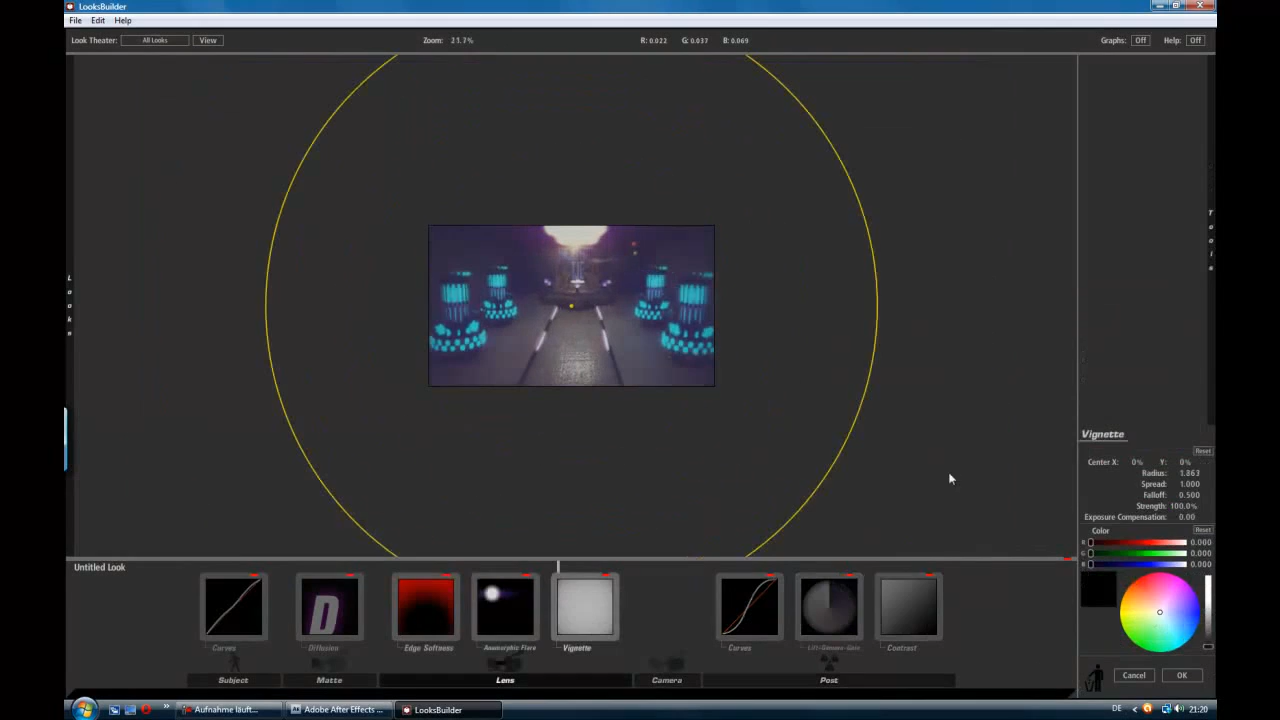 LooksBuilder
File Edit Help
Look Theater: All Looks View Zoom: 21.7% R: 0.022 G: 0.037 B: 0.069 Graphs: Off Help: Off
Looks
Tools
Vignette
Reset
Center X: 0% Y: 0%
Radius: 1.863
Spread: 1.000
Falloff: 0.500
Strength: 100.0%
Exposure Compensation: 0.00
Color Reset
R 0.000
G 0.000
B 0.000
Untitled Look
D
Curves Diffusion Edge Softness Anamorphic Flare Vignette Curves Lift-Gamma-Gain Contrast
Subject Matte Lens Camera Post
Cancel OK
Aufnahme läuft... Adobe After Effects ... LooksBuilder DE 21:20